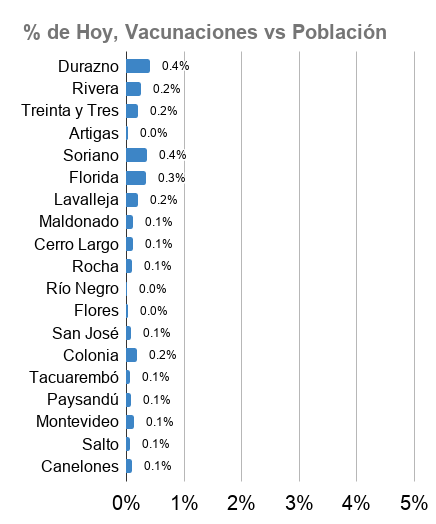 % de Hoy, Vacunaciones vs Población
Durazno 0.4%
Rivera 0.2%
Treinta y Tres 0.2%
Artigas 0.0%
Soriano 0.4%
Florida 0.3%
Lavalleja 0.2%
Maldonado 0.1%
Cerro Largo 0.1%
Rocha 0.1%
Río Negro 0.0%
Flores 0.0%
San José 0.1%
Colonia 0.2%
Tacuarembó 0.1%
Paysandú 0.1%
Montevideo 0.1%
Salto 0.1%
Canelones 0.1%
0% 1% 2% 3% 4% 5%